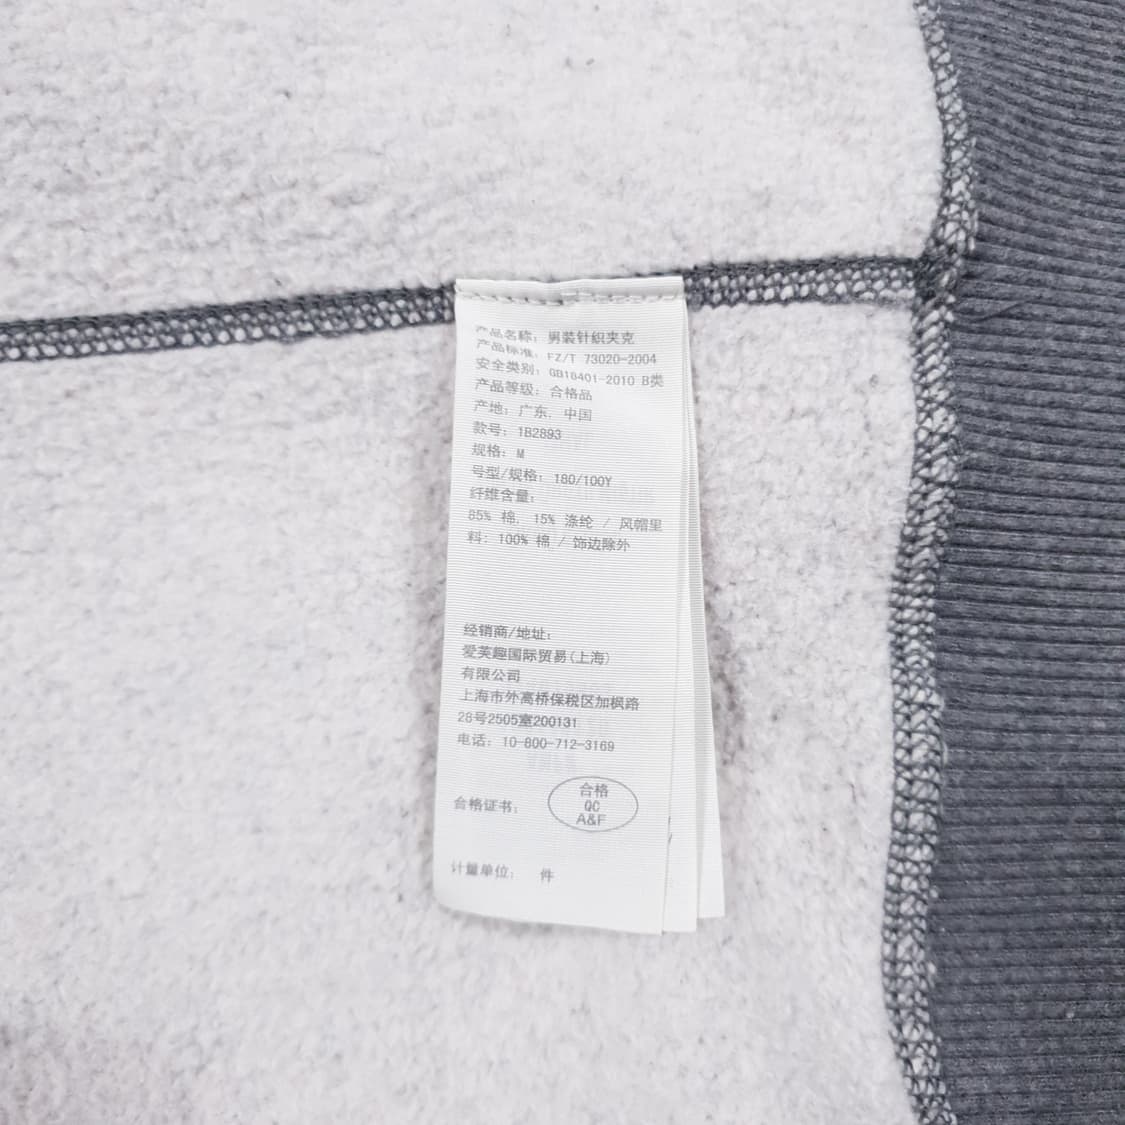 产品名称: 男装针织夹克
产品标准: FZ/T 73020-2004
安全类别: GB18401-2010 B类
产品等级: 合格品
产地: 广东, 中国
款号: 1B2893
规格: M
号型/规格: 180/100Y
纤维含量:
85% 棉, 15% 涤纶 / 风帽里
料: 100% 棉 / 饰边除外
经销商/地址:
爱芙趣国际贸易(上海)
有限公司
上海市外高桥保税区加枫路
28号2505室200131
电话: 10-800-712-3169
合格证书:
合格
QC
A&F
计量单位: 件